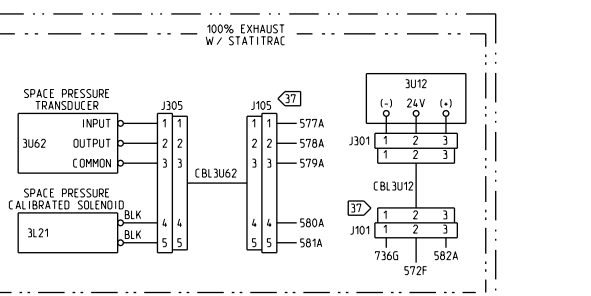 100% EXHAUST
W/ STATITRAC
SPACE PRESSURE
TRANSDUCER
3U62
INPUT
OUTPUT
COMMON
J305
1 1
2 2
3 3
4 4
5 5
CBL3U62
J105
37
1 1 577A
2 2 578A
3 3 579A
4 4 580A
5 5 581A
SPACE PRESSURE
CALIBRATED SOLENOID
3L21
BLK
BLK
3U12
(-) 24V (+)
J301
1 2 3
1 2 3
CBL3U12
37
1 2 3
J101
1 2 3
736G 572F 582A